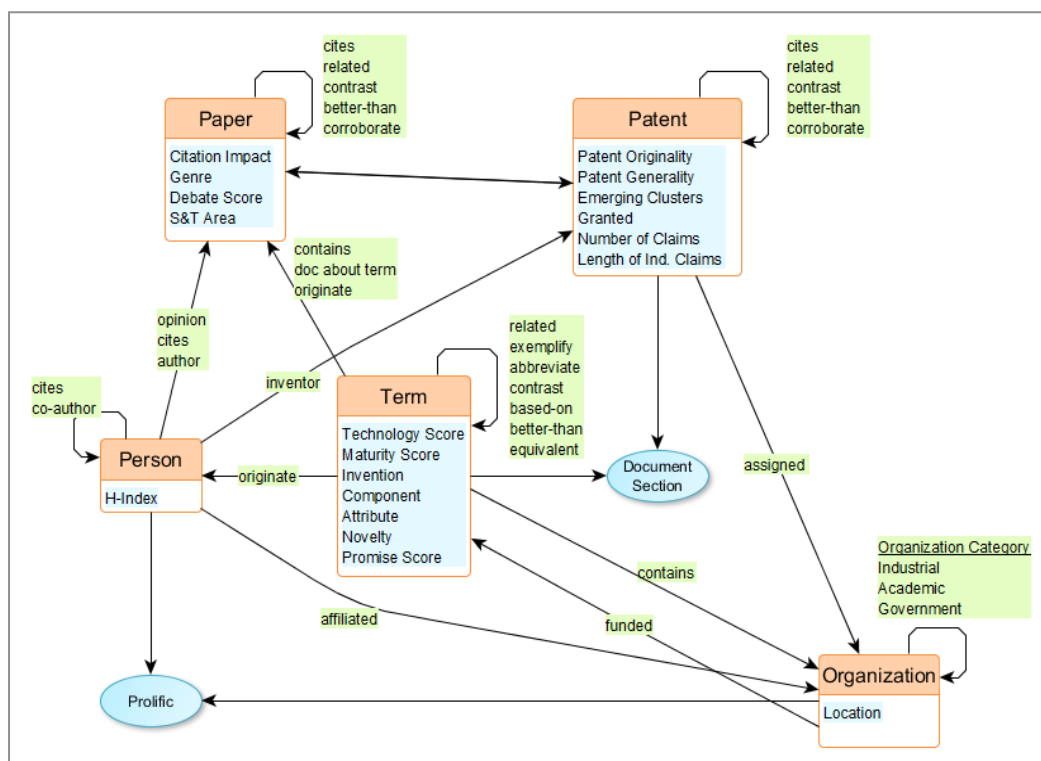 cites
related
contrast
better-than
corroborate
Paper
Citation Impact
Genre
Debate Score
S&T Area
cites
related
contrast
better-than
corroborate
Patent
Patent Originality
Patent Generality
Emerging Clusters
Granted
Number of Claims
Length of Ind. Claims
contains
doc about term
originate
opinion
cites
author
inventor
related
exemplify
abbreviate
contrast
based-on
better-than
equivalent
Term
Technology Score
Maturity Score
Invention
Component
Attribute
Novelty
Promise Score
cites
co-author
Person
H-Index
originate
Document
Section
assigned
Organization Category
Industrial
Academic
Government
contains
funded
affiliated
Organization
Location
Prolific